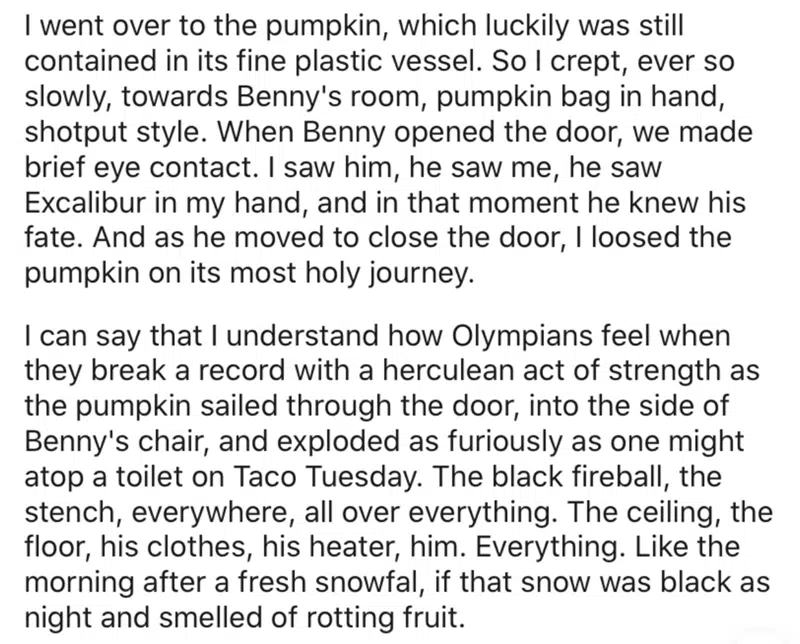 I went over to the pumpkin, which luckily was still
contained in its fine plastic vessel. So I crept, ever so
slowly, towards Benny's room, pumpkin bag in hand,
shotput style. When Benny opened the door, we made
brief eye contact. I saw him, he saw me, he saw
Excalibur in my hand, and in that moment he knew his
fate. And as he moved to close the door, I loosed the
pumpkin on its most holy journey.
I can say that I understand how Olympians feel when
they break a record with a herculean act of strength as
the pumpkin sailed through the door, into the side of
Benny's chair, and exploded as furiously as one might
atop a toilet on Taco Tuesday. The black fireball, the
stench, everywhere, all over everything. The ceiling, the
floor, his clothes, his heater, him. Everything. Like the
morning after a fresh snowfal, if that snow was black as
night and smelled of rotting fruit.